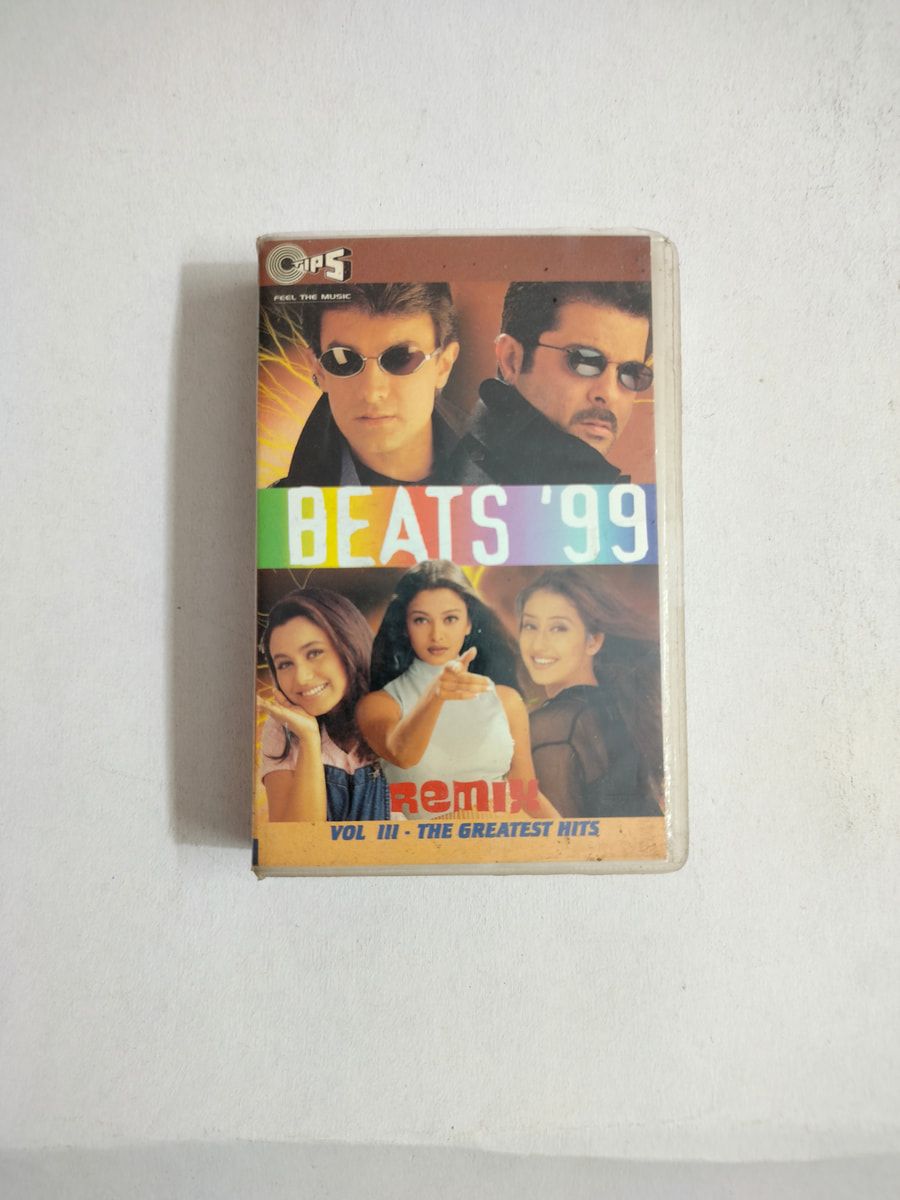 TIPS
FEEL THE MUSIC
BEATS '99
REMIX
VOL III - THE GREATEST HITS